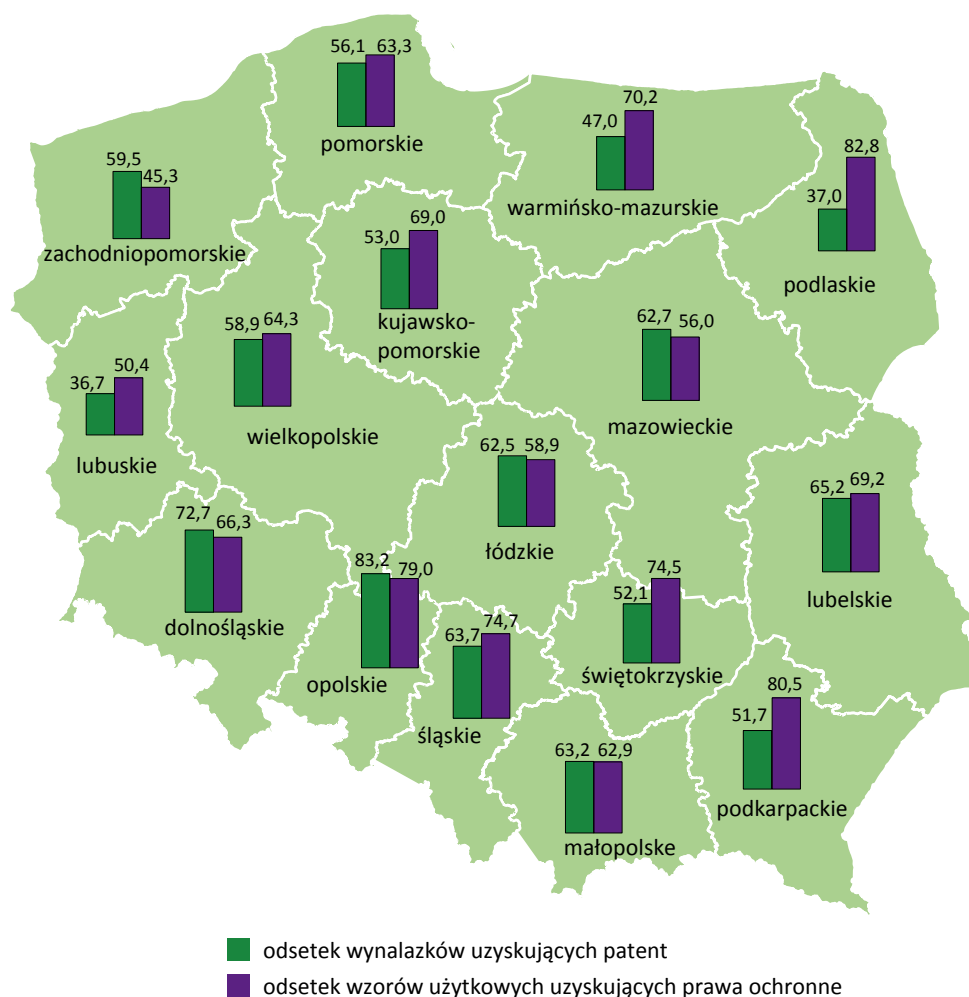 56,1 63,3
pomorskie
47,0 70,2
warmińsko-mazurskie
37,0 82,8
podlaskie
59,5 45,3
zachodniopomorskie
53,0 69,0
kujawsko-
pomorskie
58,9 64,3
wielkopolskie
62,7 56,0
mazowieckie
36,7 50,4
lubuskie
62,5 58,9
łódzkie
65,2 69,2
lubelskie
72,7 66,3
dolnośląskie
83,2 79,0
opolskie
63,7 74,7
śląskie
52,1 74,5
świętokrzyskie
63,2 62,9
małopolske
51,7 80,5
podkarpackie
odsetek wynalazków uzyskujących patent
odsetek wzorów użytkowych uzyskujących prawa ochronne